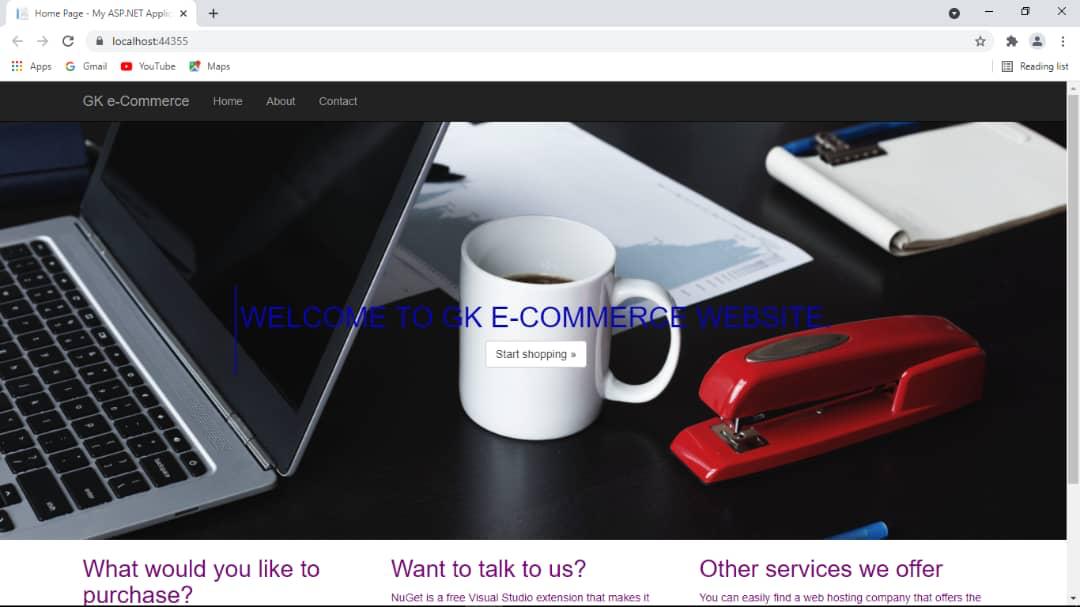 Home Page - My ASP.NET Applic
localhost:44355
Apps Gmail YouTube Maps Reading list
GK e-Commerce Home About Contact
WELCOME TO GK E-COMMERCE WEBSITE.
Start shopping »
What would you like to
purchase?
Want to talk to us?
NuGet is a free Visual Studio extension that makes it
Other services we offer
You can easily find a web hosting company that offers the